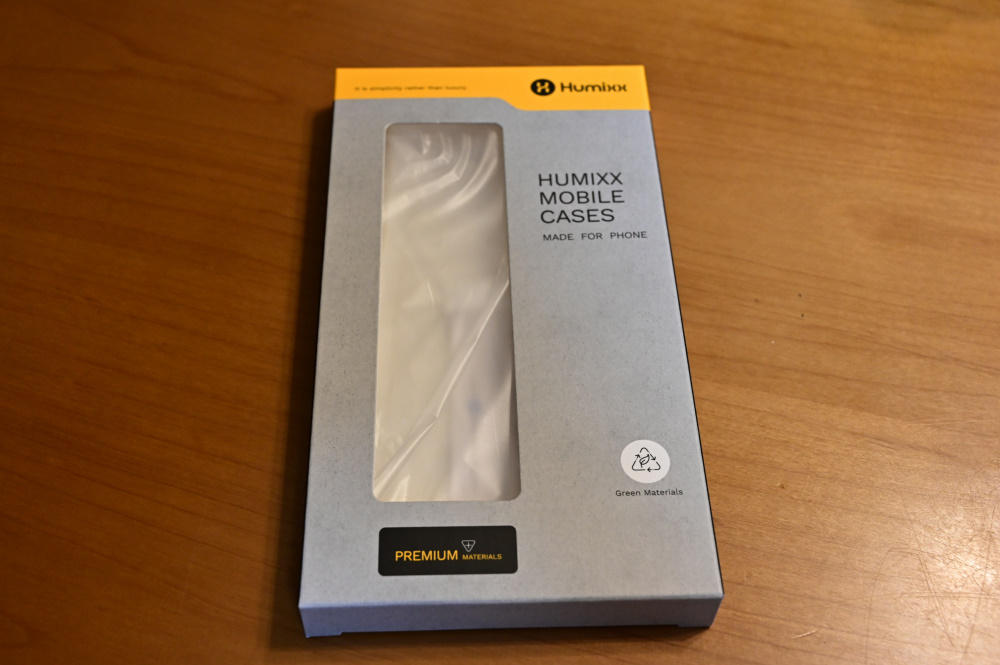 It is simplicity rather than luxury.
Humixx
HUMIXX
MOBILE
CASES
MADE FOR PHONE
Green Materials
PREMIUM MATERIALS